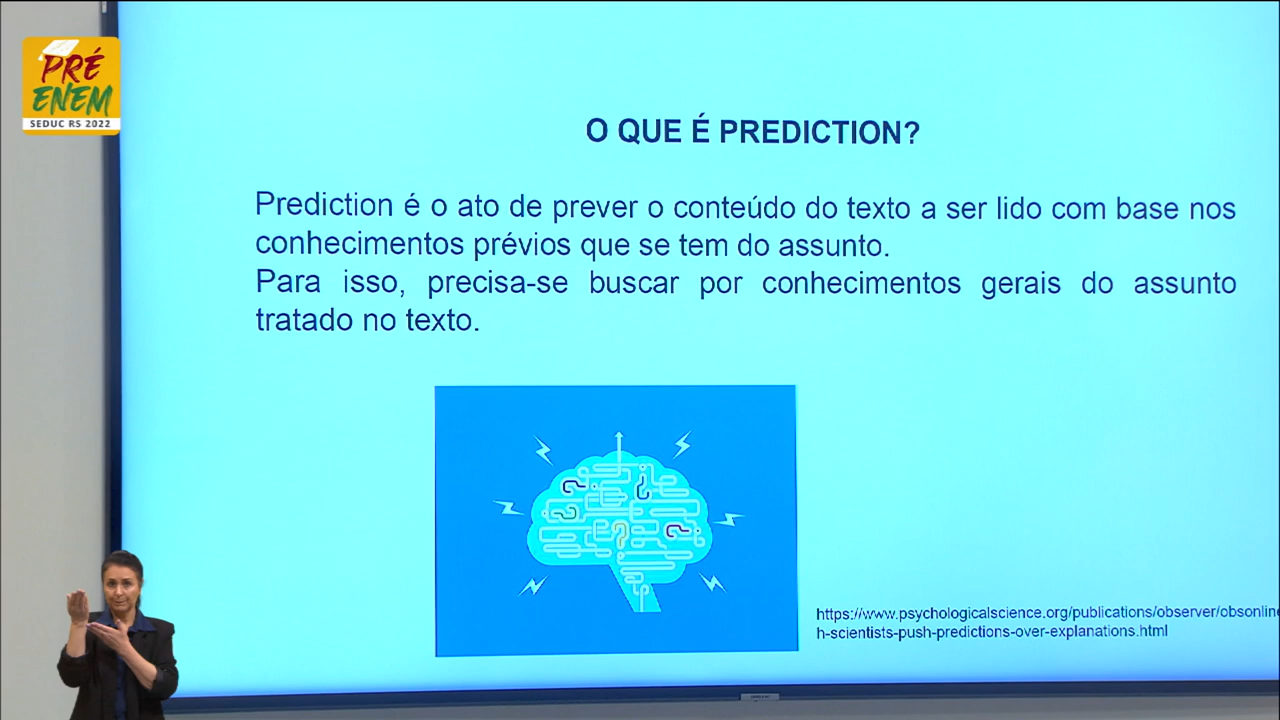 PRÉ
ENEM
SEDUC RS 2022
O QUE É PREDICTION?
Prediction é o ato de prever o conteúdo do texto a ser lido com base nos
conhecimentos prévios que se tem do assunto.
Para isso, precisa-se buscar por conhecimentos gerais do assunto
tratado no texto.
https://www.psychologicalscience.org/publications/observer/obsonline
h-scientists-push-predictions-over-explanations.html